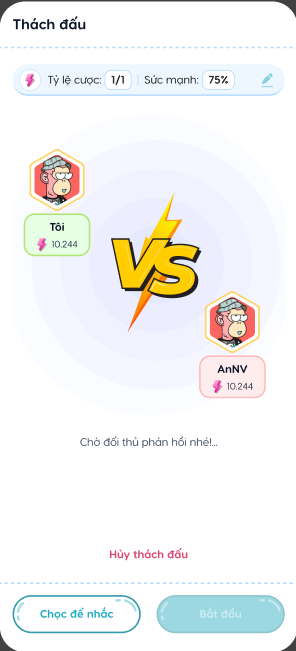 Thách đấu
Tỷ lệ cược: 1/1 Sức mạnh: 75%
Tôi
10.244
VS
AnNV
10.244
Chờ đối thủ phản hồi nhé!...
Hủy thách đấu
Chọc để nhắc Bắt đầu